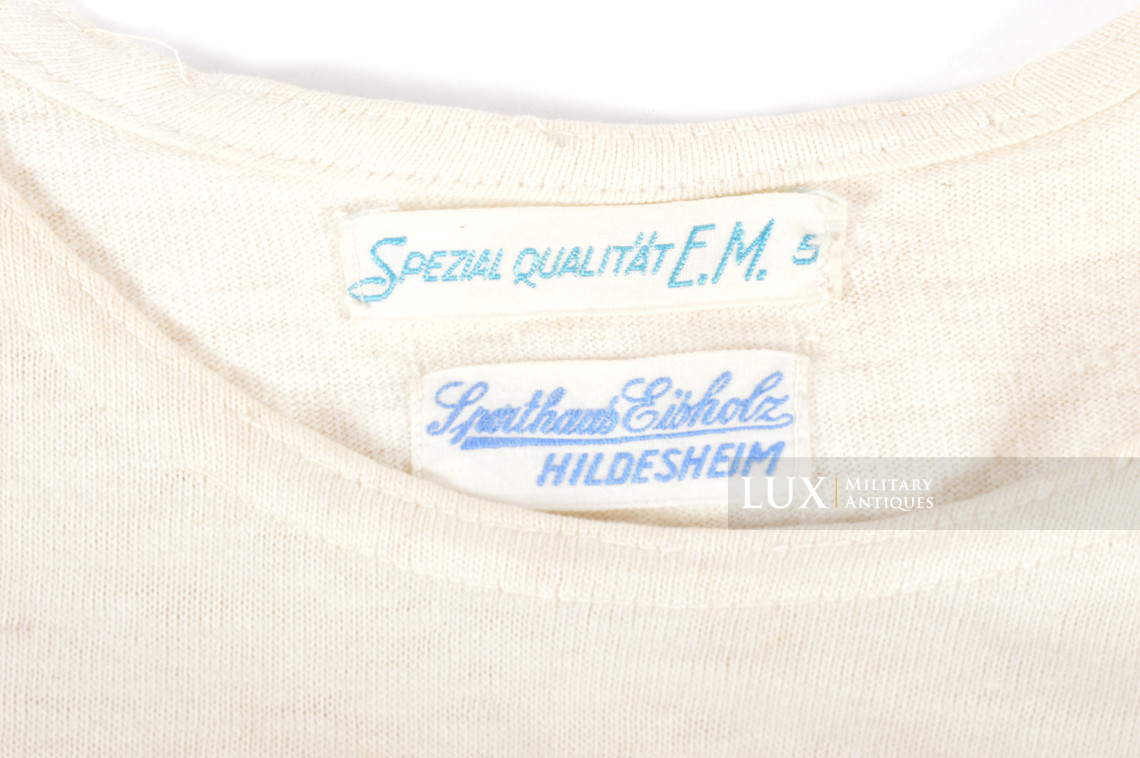 SPEZIAL QUALITÄT E.M. 5
Sporthaus Eisholz
HILDESHEIM
LUX MILITARY
ANTIQUES